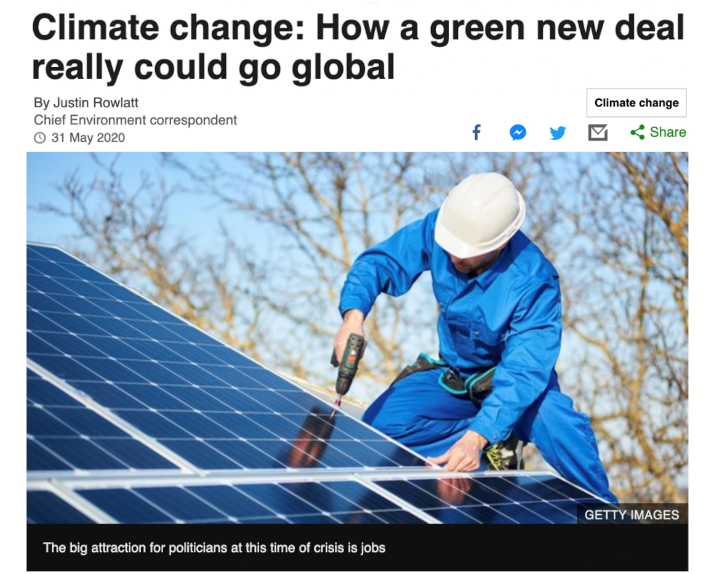 Climate change: How a green new deal
really could go global
By Justin Rowlatt
Chief Environment correspondent
31 May 2020
Climate change
Share
GETTY IMAGES
The big attraction for politicians at this time of crisis is jobs